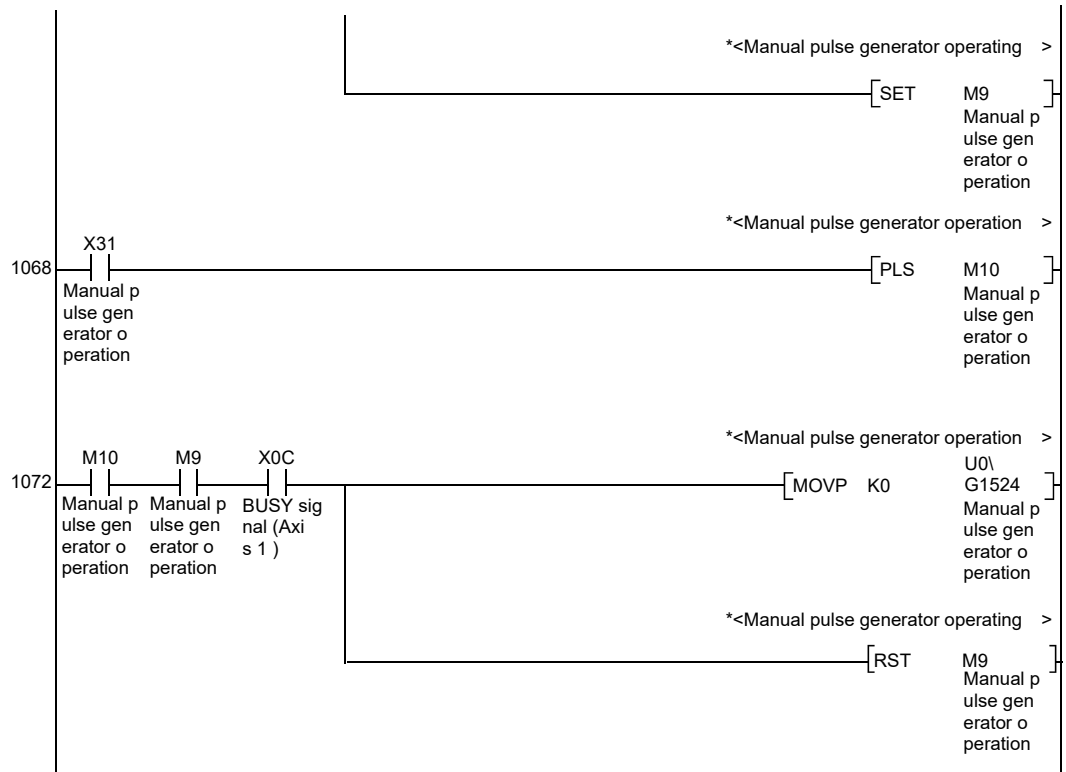 *<Manual pulse generator operating >
SET M9
Manual p
ulse gen
erator o
peration
*<Manual pulse generator operation >
X31
1068 PLS M10
Manual p Manual p
ulse gen ulse gen
erator o erator o
peration peration
*<Manual pulse generator operation >
M10 M9 X0C U0\
1072 MOVP K0 G1524
Manual p Manual p BUSY sig Manual p
ulse gen ulse gen nal (Axi ulse gen
erator o erator o s 1 ) erator o
peration peration peration
*<Manual pulse generator operating >
RST M9
Manual p
ulse gen
erator o
peration